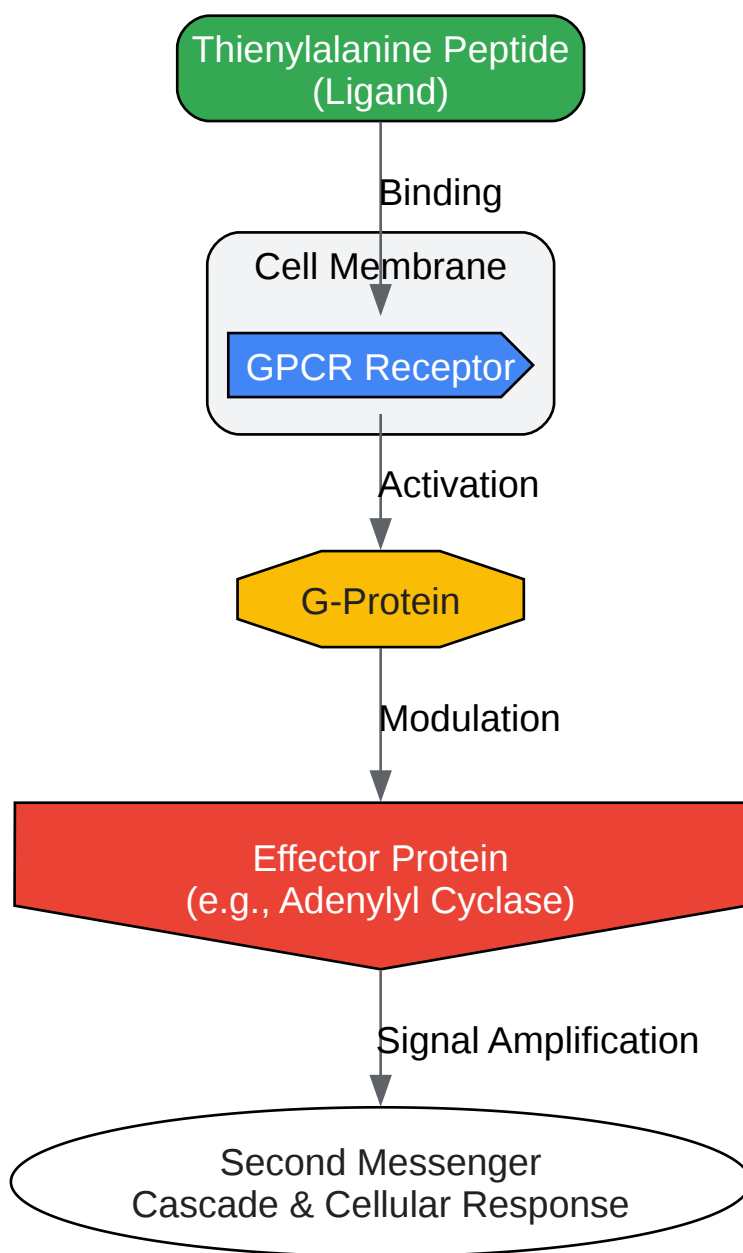 Thienylalanine Peptide
(Ligand)
Binding
Cell Membrane
GPCR Receptor
Activation
G-Protein
Modulation
Effector Protein
(e.g., Adenylyl Cyclase)
Signal Amplification
Second Messenger
Cascade & Cellular Response